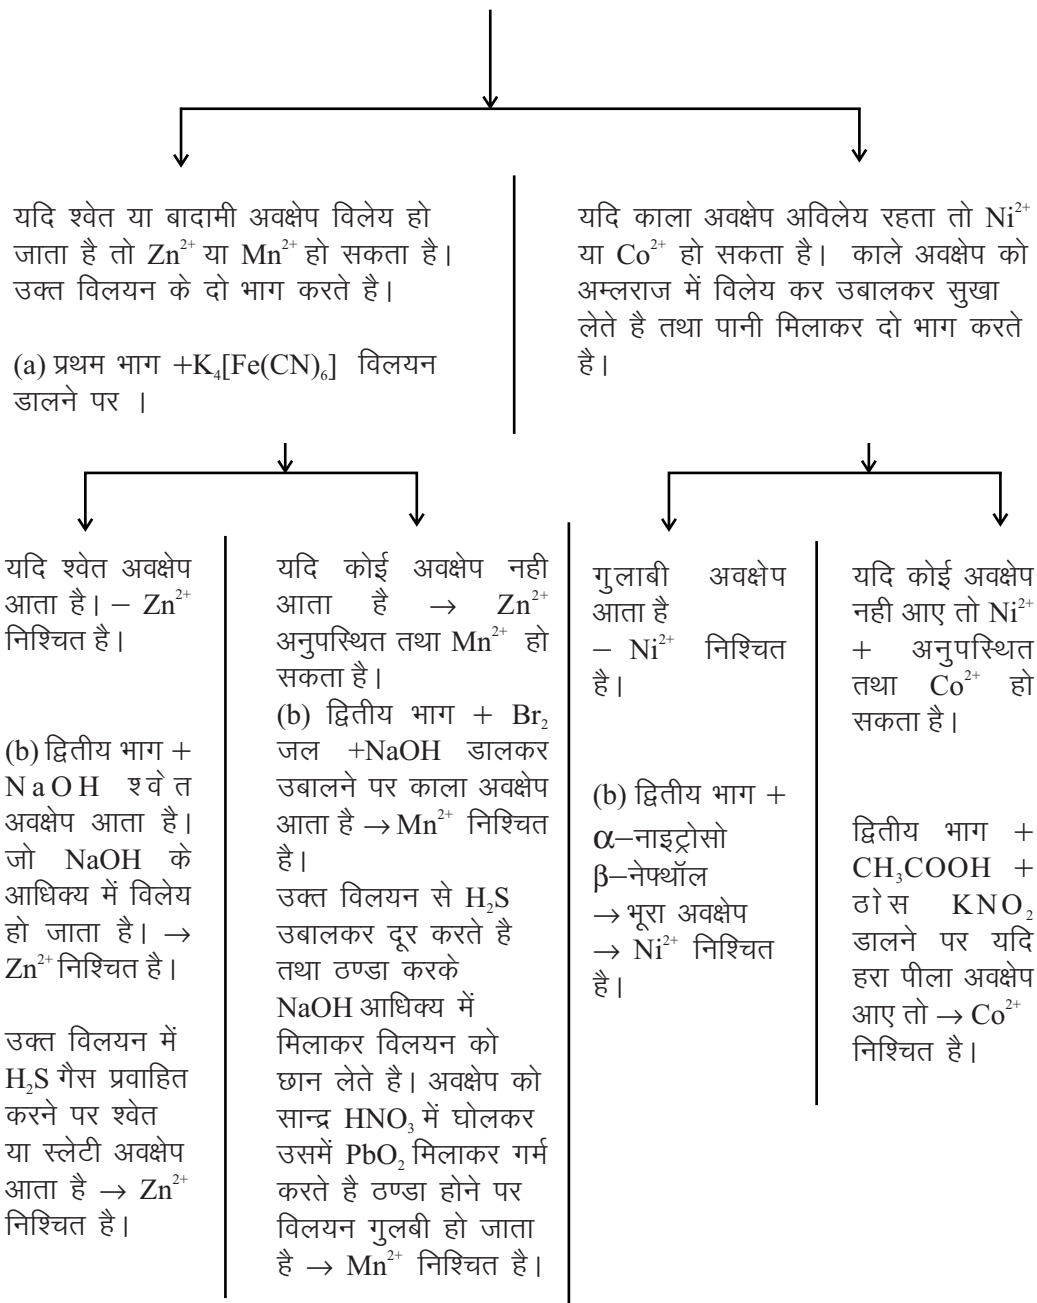 यदि श्वेत या बादामी अवक्षेप विलेय हो
जाता है तो Zn²⁺ या Mn²⁺ हो सकता है।
उक्त विलयन के दो भाग करते है।
(a) प्रथम भाग +K₄[Fe(CN)₆] विलयन
डालने पर ।
यदि काला अवक्षेप अविलेय रहता तो Ni²⁺
या Co²⁺ हो सकता है। काले अवक्षेप को
अम्लराज में विलेय कर उबालकर सुखा
लेते है तथा पानी मिलाकर दो भाग करते
है।
यदि श्वेत अवक्षेप
आता है। – Zn²⁺
निश्चित है।
(b) द्वितीय भाग +
NaOH श्वेत
अवक्षेप आता है।
जो NaOH के
आधिक्य में विलेय
हो जाता है। →
Zn²⁺ निश्चित है।
उक्त विलयन में
H₂S गैस प्रवाहित
करने पर श्वेत
या स्लेटी अवक्षेप
आता है → Zn²⁺
निश्चित है।
यदि कोई अवक्षेप नही
आता है → Zn²⁺
अनुपस्थित तथा Mn²⁺ हो
सकता है।
(b) द्वितीय भाग + Br₂
जल +NaOH डालकर
उबालने पर काला अवक्षेप
आता है → Mn²⁺ निश्चित
है।
उक्त विलयन से H₂S
उबालकर दूर करते है
तथा ठण्डा करके
NaOH आधिक्य में
मिलाकर विलयन को
छान लेते है। अवक्षेप को
सान्द्र HNO₃ में घोलकर
उसमें PbO₂ मिलाकर गर्म
करते है ठण्डा होने पर
विलयन गुलबी हो जाता
है → Mn²⁺ निश्चित है।
गुलाबी अवक्षेप
आता है
– Ni²⁺ निश्चित
है।
(b) द्वितीय भाग +
α–नाइट्रोसो
β–नेफ्थॉल
→ भूरा अवक्षेप
→ Ni²⁺ निश्चित
है।
यदि कोई अवक्षेप
नही आए तो Ni²⁺
+ अनुपस्थित
तथा Co²⁺ हो
सकता है।
द्वितीय भाग +
CH₃COOH +
ठोस KNO₂
डालने पर यदि
हरा पीला अवक्षेप
आए तो → Co²⁺
निश्चित है।